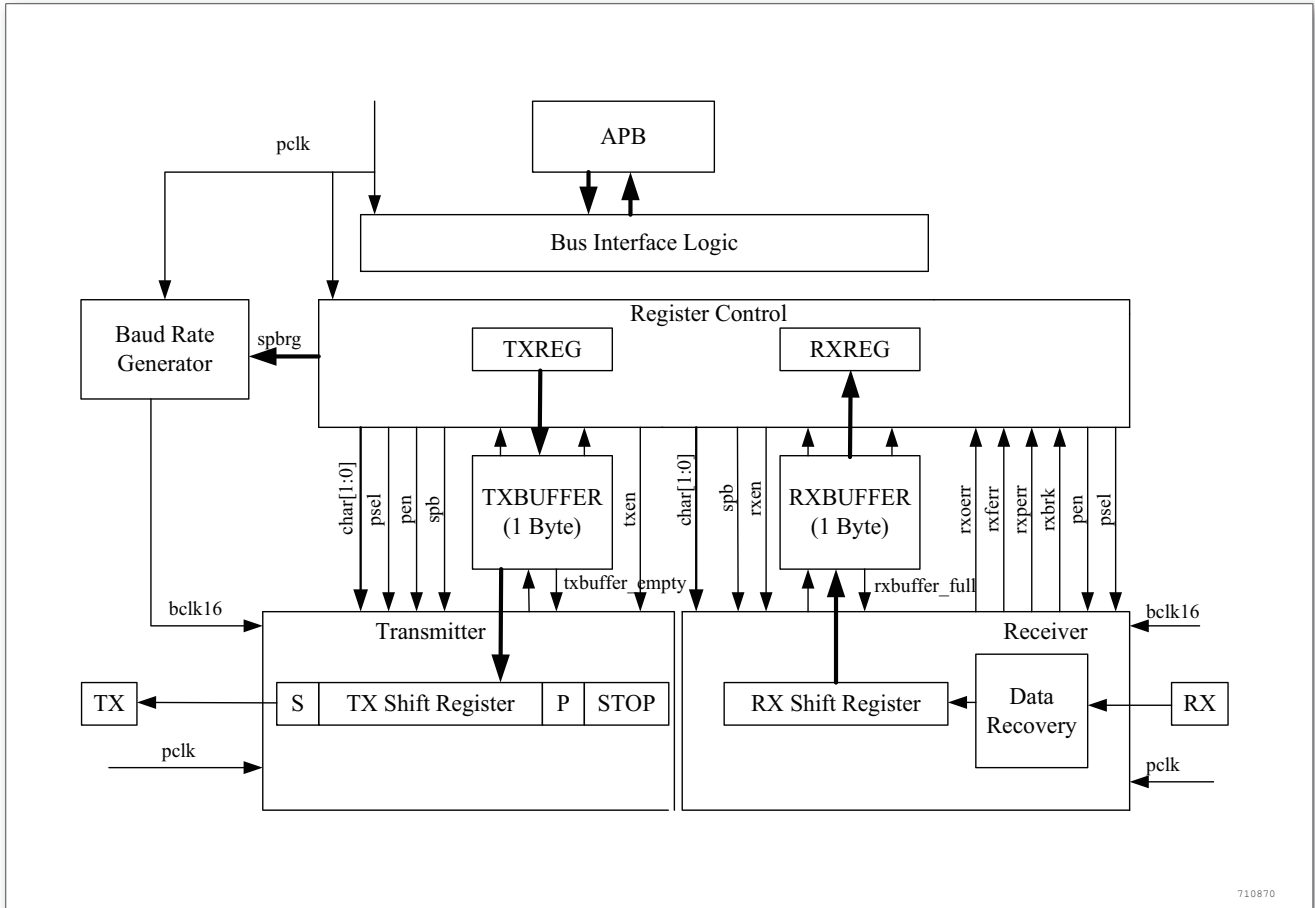 APB
pclk
Bus Interface Logic
Register Control
Baud Rate
Generator
spbrg
TXREG
RXREG
char[1:0]
psel
pen
spb
TXBUFFER
(1 Byte)
txen
char[1:0]
spb
rxen
RXBUFFER
(1 Byte)
rxoerr
rxferr
rxperr
rxbrk
pen
psel
txbuffer_empty
rxbuffer_full
bclk16
Transmitter
Receiver
bclk16
TX
S
TX Shift Register
P
STOP
RX Shift Register
Data
Recovery
RX
pclk
pclk
710870